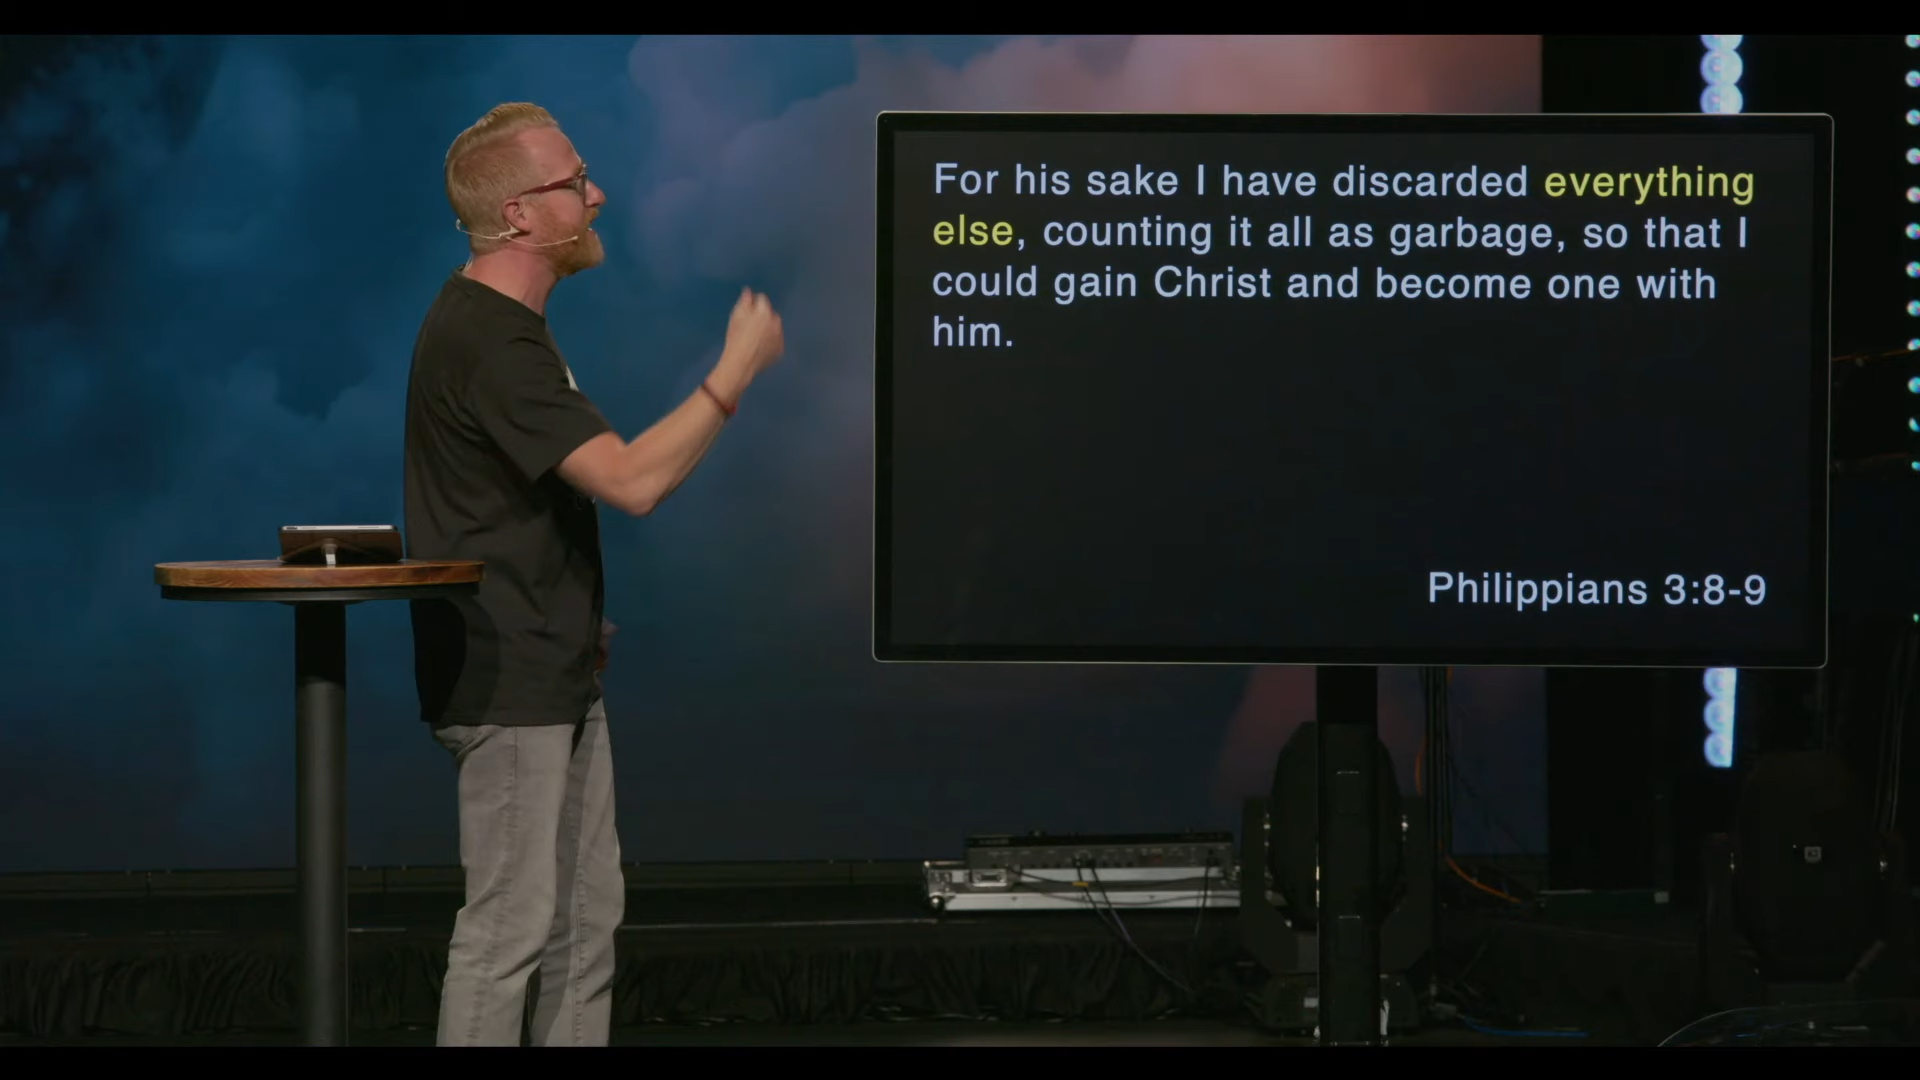 For his sake I have discarded everything
else, counting it all as garbage, so that I
could gain Christ and become one with
him.
Philippians 3:8-9